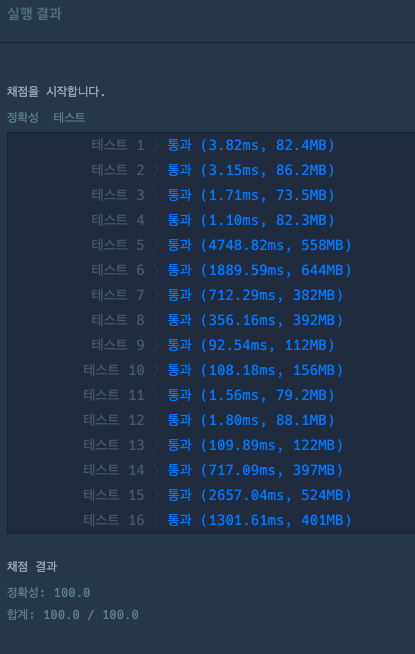 실행 결과
채점을 시작합니다.
정확성 테스트
테스트 1 > 통과 (3.82ms, 82.4MB)
테스트 2 > 통과 (3.15ms, 86.2MB)
테스트 3 > 통과 (1.71ms, 73.5MB)
테스트 4 > 통과 (1.10ms, 82.3MB)
테스트 5 > 통과 (4748.82ms, 558MB)
테스트 6 > 통과 (1889.59ms, 644MB)
테스트 7 > 통과 (712.29ms, 382MB)
테스트 8 > 통과 (356.16ms, 392MB)
테스트 9 > 통과 (92.54ms, 112MB)
테스트 10 > 통과 (108.18ms, 156MB)
테스트 11 > 통과 (1.56ms, 79.2MB)
테스트 12 > 통과 (1.80ms, 88.1MB)
테스트 13 > 통과 (109.89ms, 122MB)
테스트 14 > 통과 (717.09ms, 397MB)
테스트 15 > 통과 (2657.04ms, 524MB)
테스트 16 > 통과 (1301.61ms, 401MB)
채점 결과
정확성: 100.0
합계: 100.0 / 100.0